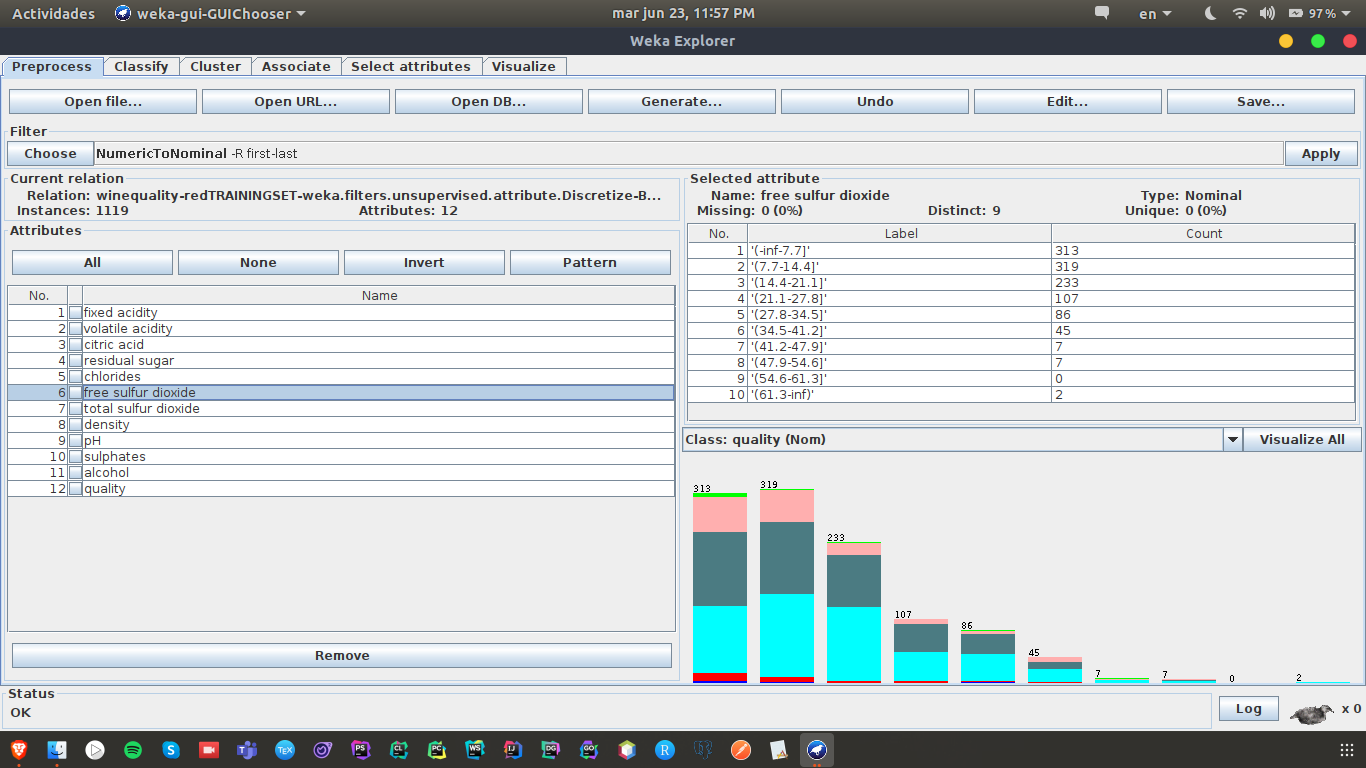 Actividades weka-gui-GUIChooser mar jun 23, 11:57 PM en 97%
Weka Explorer
Preprocess Classify Cluster Associate Select attributes Visualize
Open file... Open URL... Open DB... Generate... Undo Edit... Save...
Filter
Choose NumericToNominal -R first-last Apply
Current relation
Relation: winequality-redTRAININGSET-weka.filters.unsupervised.attribute.Discretize-B...
Instances: 1119 Attributes: 12
Attributes
All None Invert Pattern
No. Name
1 fixed acidity
2 volatile acidity
3 citric acid
4 residual sugar
5 chlorides
6 free sulfur dioxide
7 total sulfur dioxide
8 density
9 pH
10 sulphates
11 alcohol
12 quality
Remove
Selected attribute
Name: free sulfur dioxide Type: Nominal
Missing: 0 (0%) Distinct: 9 Unique: 0 (0%)
No. Label Count
1 '(-inf-7.7]' 313
2 '(7.7-14.4]' 319
3 '(14.4-21.1]' 233
4 '(21.1-27.8]' 107
5 '(27.8-34.5]' 86
6 '(34.5-41.2]' 45
7 '(41.2-47.9]' 7
8 '(47.9-54.6]' 7
9 '(54.6-61.3]' 0
10 '(61.3-inf)' 2
Class: quality (Nom) Visualize All
313 319 233 107 86 45 7 7 0 2
Status
OK
Log x 0
S T TEX PS CL PC WS IJ DG GO R